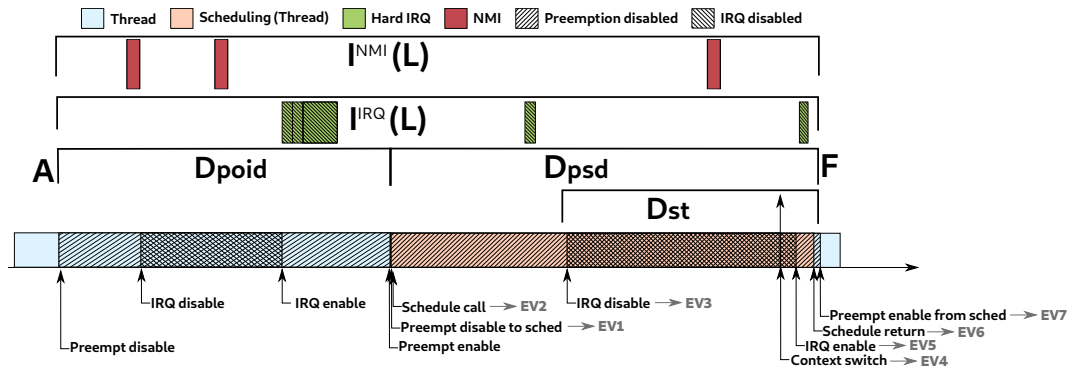 Thread Scheduling (Thread) Hard IRQ NMI Preemption disabled IRQ disabled
I^NMI (L)
I^IRQ (L)
A Dpoid Dpsd F
Dst
IRQ disable IRQ enable Schedule call EV2 IRQ disable EV3
Preempt enable from sched EV7
Preempt disable to sched EV1
Schedule return EV6
Preempt disable Preempt enable IRQ enable EV5
Context switch EV4